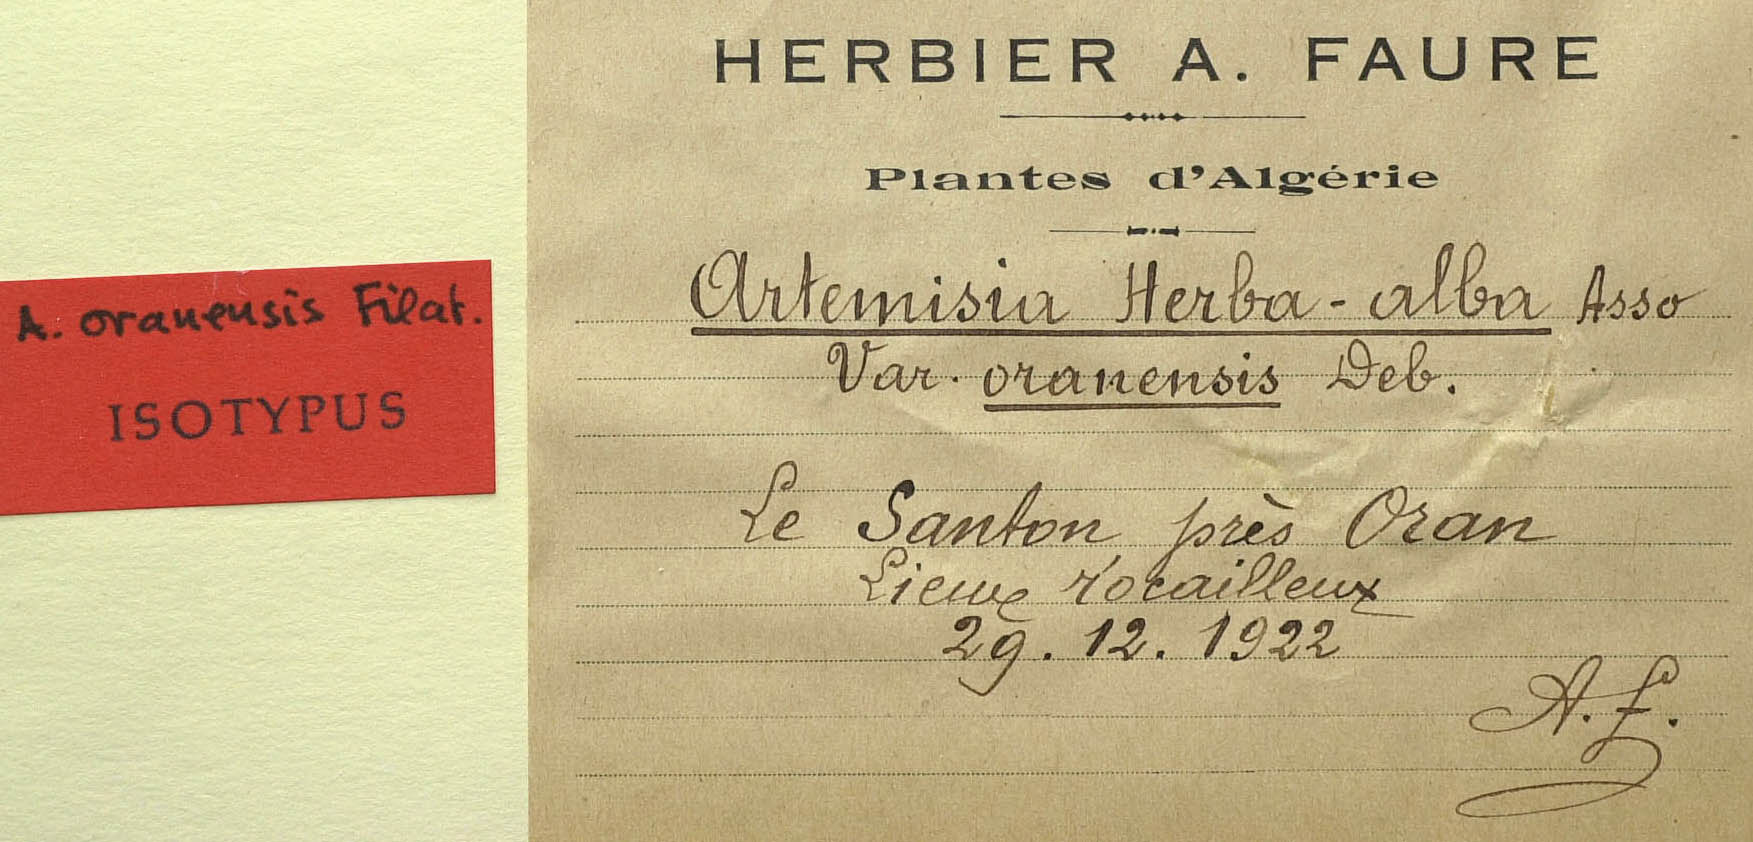 A. oranensis Filat.
ISOTYPUS
HERBIER A. FAURE
Plantes d'Algérie
Artemisia Herba-alba Asso
Var. oranensis Deb.
Le Santon près Oran
Lieux rocailleux
29.12.1922
A.F.